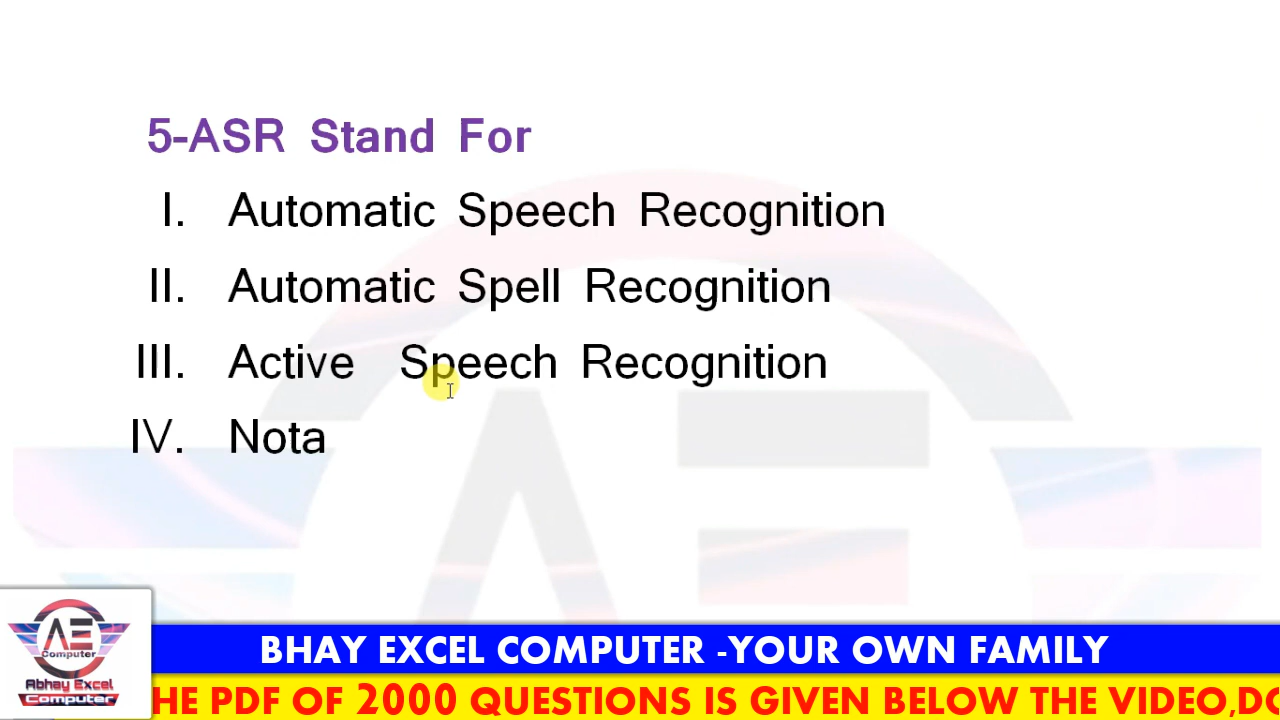 5-ASR Stand For
I. Automatic Speech Recognition
II. Automatic Spell Recognition
III. Active Speech Recognition
IV. Nota
AE
Computer
Abhay Excel
Computer
BHAY EXCEL COMPUTER -YOUR OWN FAMILY
HE PDF OF 2000 QUESTIONS IS GIVEN BELOW THE VIDEO,DO